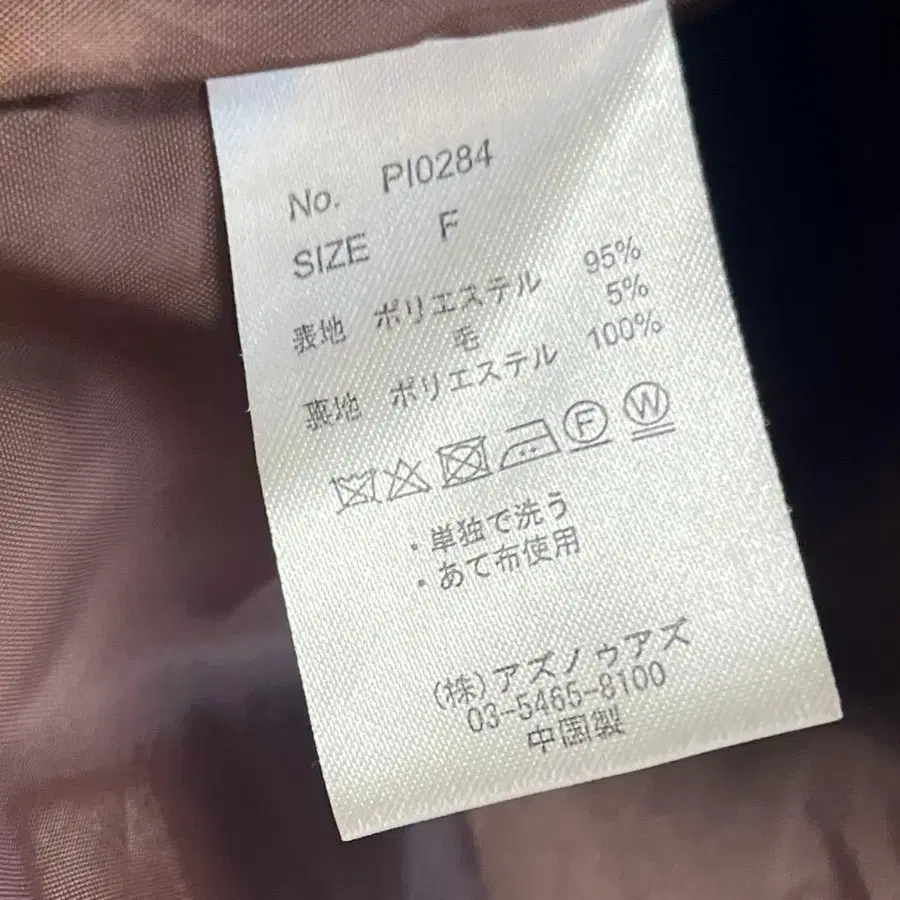 No. PI0284
SIZE F
表地 ポリエステル 95%
毛 5%
裏地 ポリエステル 100%
F W
・単独で洗う
・あて布使用
(株)アズノゥアズ
03-5465-8100
中国製